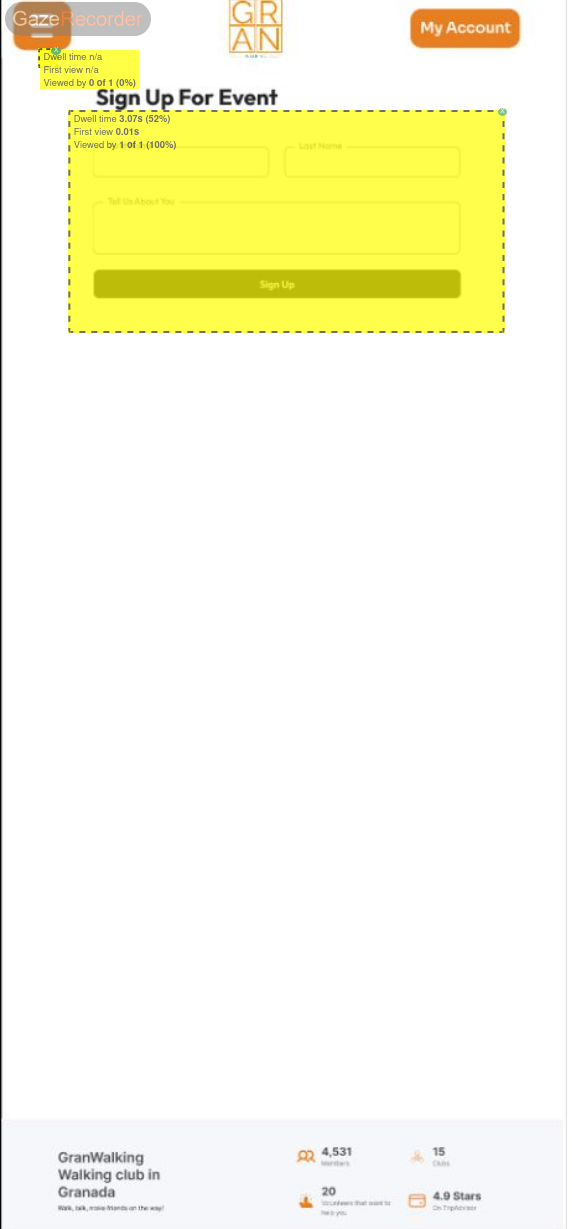 GazeRecorder
GR
AN
My Account
Dwell time n/a
First view n/a
Viewed by 0 of 1 (0%)
Sign Up For Event
Dwell time 3.07s (52%)
First view 0.01s
Viewed by 1 of 1 (100%)
Last Name
Tell Us About You
Sign Up
GranWalking
Walking club in
Granada
Walk, talk, make friends on the way!
4,531
Members
15
Clubs
20
Volunteers that want to
help you
4.9 Stars
On TripAdvisor